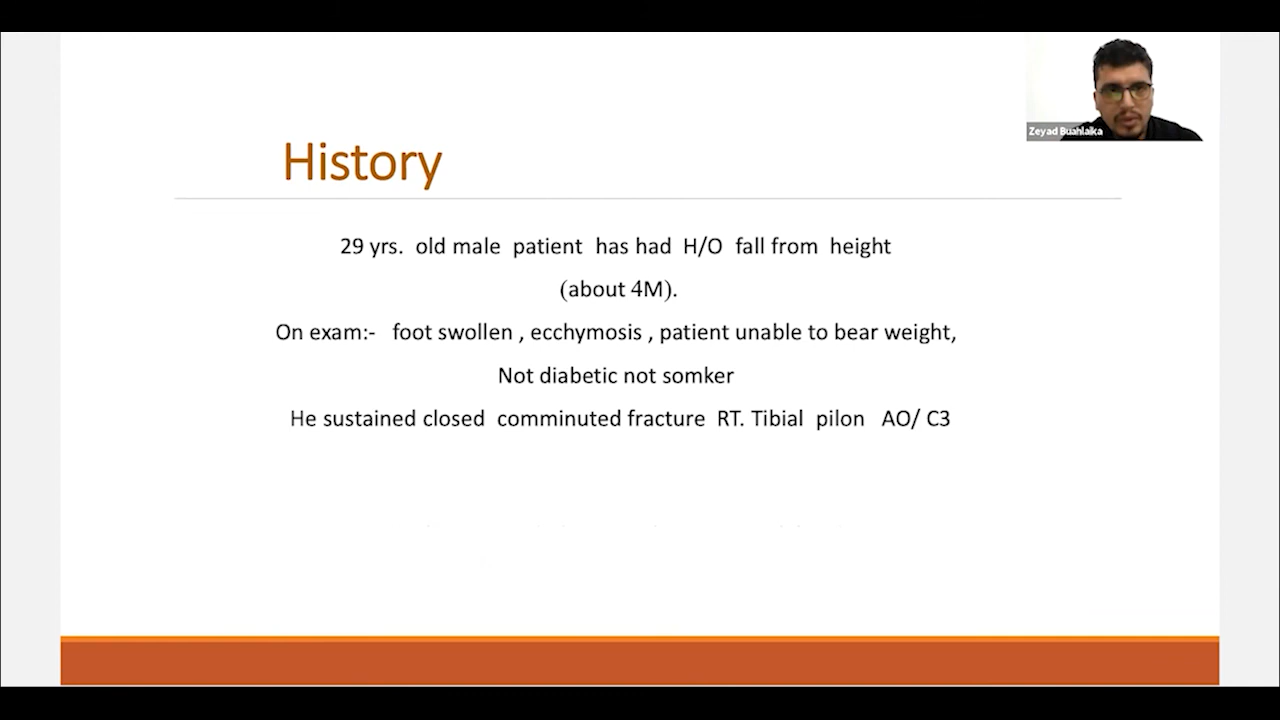 Zeyad Buahlaika
History
29 yrs. old male patient has had H/O fall from height
(about 4M).
On exam:- foot swollen , ecchymosis , patient unable to bear weight,
Not diabetic not somker
He sustained closed comminuted fracture RT. Tibial pilon AO/ C3